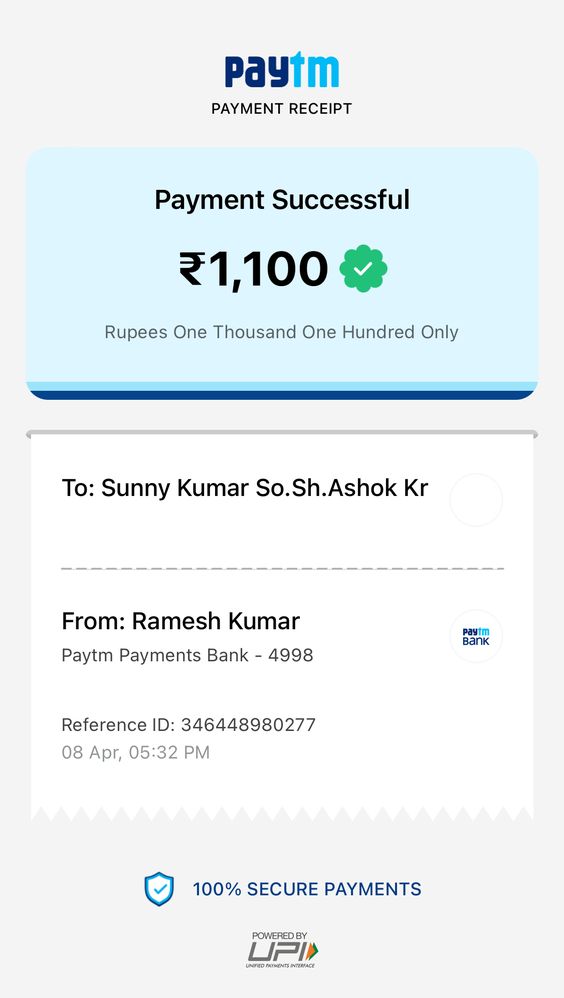 paytm
PAYMENT RECEIPT
Payment Successful
₹1,100
Rupees One Thousand One Hundred Only
To: Sunny Kumar So.Sh.Ashok Kr
From: Ramesh Kumar
paytm
BANK
Paytm Payments Bank - 4998
Reference ID: 346448980277
08 Apr, 05:32 PM
100% SECURE PAYMENTS
POWERED BY
UPI
UNIFIED PAYMENTS INTERFACE